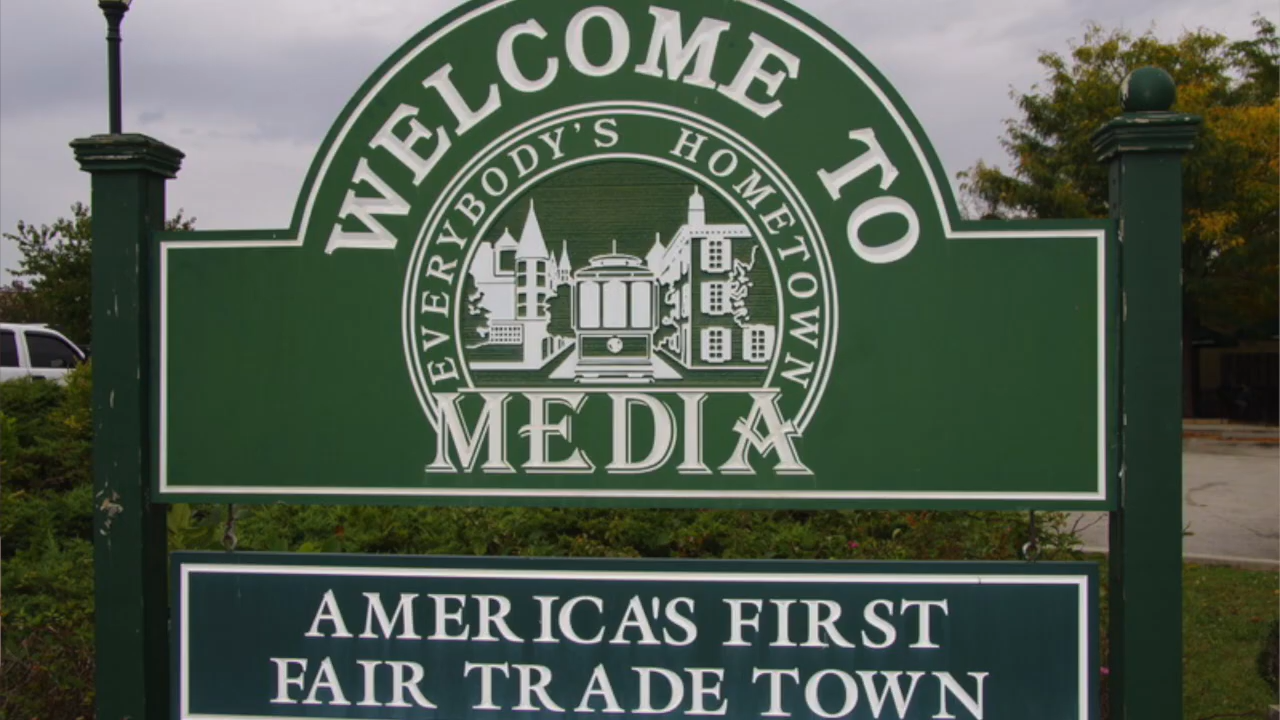 WELCOME TO
EVERYBODY'S HOMETOWN
MEDIA
AMERICA'S FIRST
FAIR TRADE TOWN